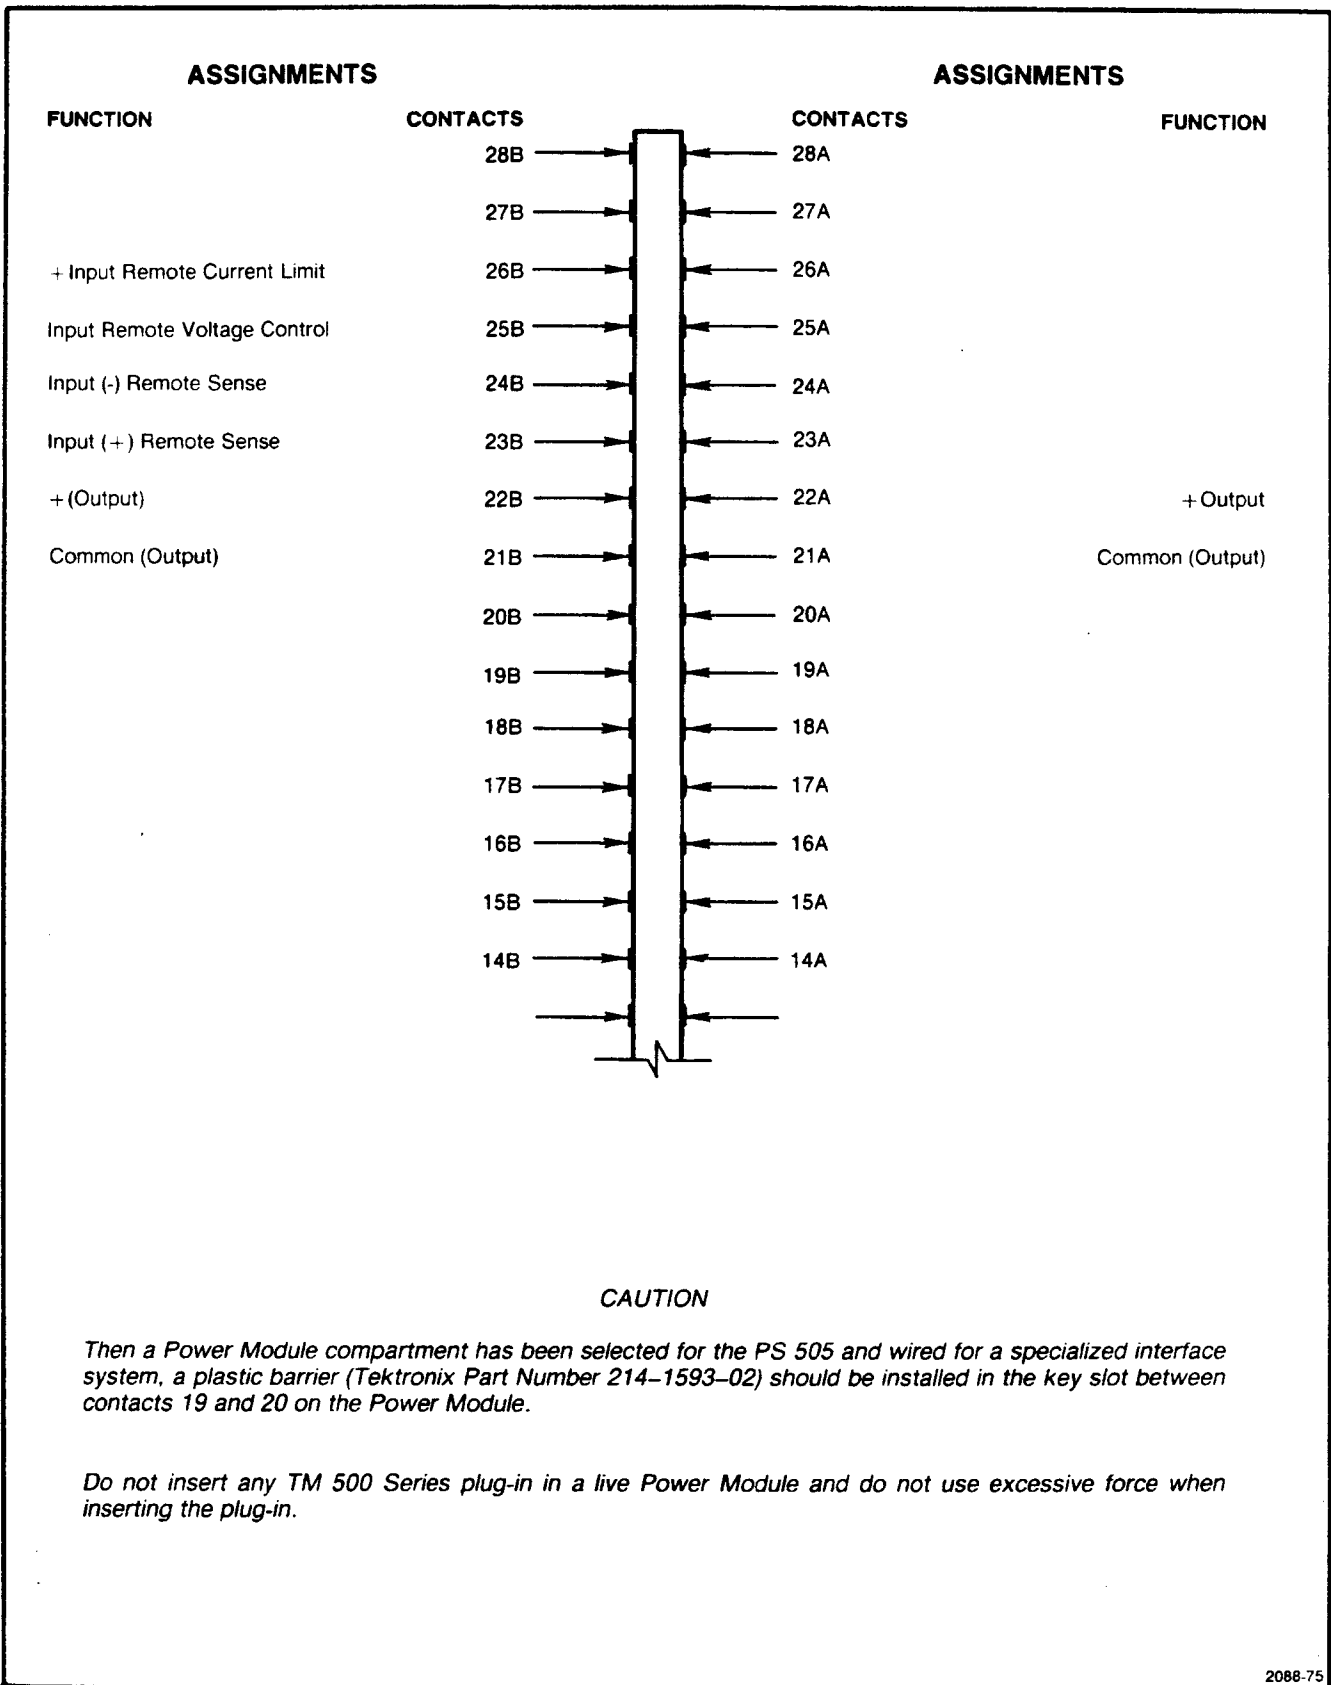 ASSIGNMENTS ASSIGNMENTS
FUNCTION CONTACTS CONTACTS FUNCTION
28B 28A
27B 27A
+ Input Remote Current Limit 26B 26A
Input Remote Voltage Control 25B 25A
Input (-) Remote Sense 24B 24A
Input (+) Remote Sense 23B 23A
+(Output) 22B 22A +Output
Common (Output) 21B 21A Common (Output)
20B 20A
19B 19A
18B 18A
17B 17A
16B 16A
15B 15A
14B 14A
CAUTION
Then a Power Module compartment has been selected for the PS 505 and wired for a specialized interface
system, a plastic barrier (Tektronix Part Number 214–1593–02) should be installed in the key slot between
contacts 19 and 20 on the Power Module.
Do not insert any TM 500 Series plug-in in a live Power Module and do not use excessive force when
inserting the plug-in.
2088-75